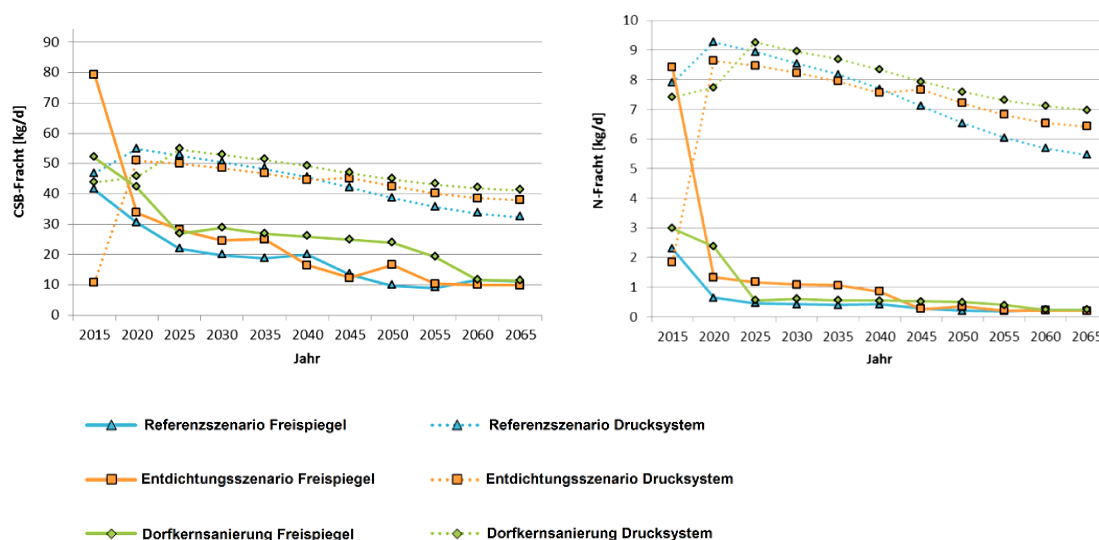 CSB-Fracht [kg/d]
90
80
70
60
50
40
30
20
10
0
2015 2020 2025 2030 2035 2040 2045 2050 2055 2060 2065
Jahr
N-Fracht [kg/d]
10
9
8
7
6
5
4
3
2
1
0
2015 2020 2025 2030 2035 2040 2045 2050 2055 2060 2065
Jahr
Referenzszenario Freispiegel
Referenzszenario Drucksystem
Entdichtungsszenario Freispiegel
Entdichtungsszenario Drucksystem
Dorfkernsanierung Freispiegel
Dorfkernsanierung Drucksystem